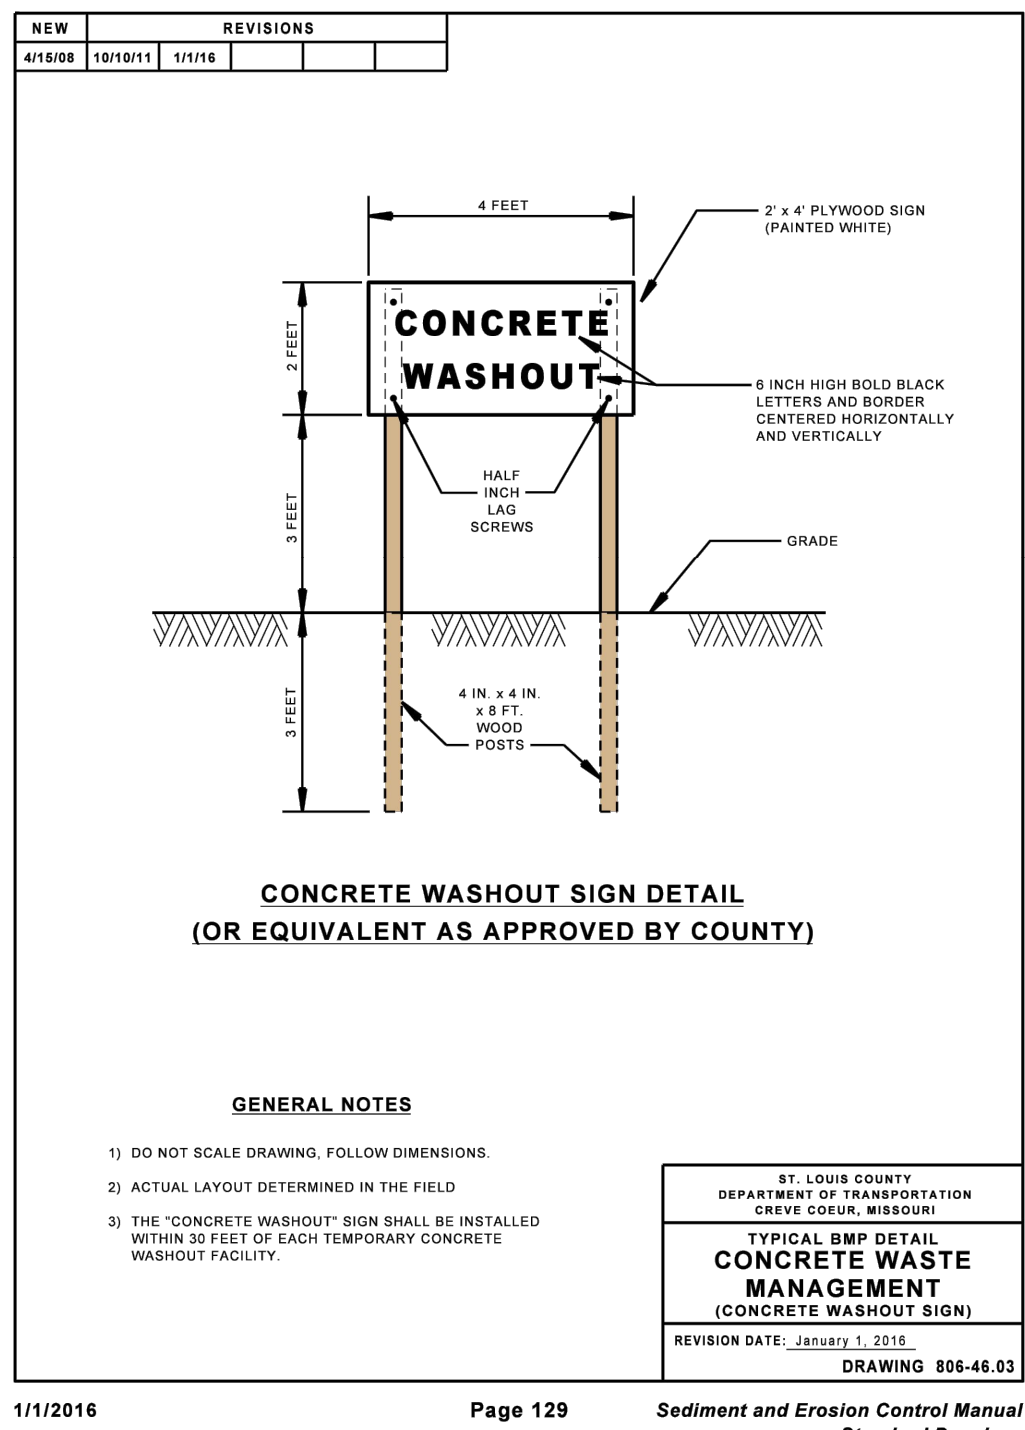 NEW REVISIONS
4/15/08 10/10/11 1/1/16
4 FEET
2' x 4' PLYWOOD SIGN
(PAINTED WHITE)
2 FEET
CONCRETE
WASHOUT
6 INCH HIGH BOLD BLACK
LETTERS AND BORDER
CENTERED HORIZONTALLY
AND VERTICALLY
3 FEET
HALF
INCH
LAG
SCREWS
GRADE
3 FEET
4 IN. x 4 IN.
x 8 FT.
WOOD
POSTS
CONCRETE WASHOUT SIGN DETAIL
(OR EQUIVALENT AS APPROVED BY COUNTY)
GENERAL NOTES
1) DO NOT SCALE DRAWING, FOLLOW DIMENSIONS.
2) ACTUAL LAYOUT DETERMINED IN THE FIELD
3) THE "CONCRETE WASHOUT" SIGN SHALL BE INSTALLED
WITHIN 30 FEET OF EACH TEMPORARY CONCRETE
WASHOUT FACILITY.
ST. LOUIS COUNTY
DEPARTMENT OF TRANSPORTATION
CREVE COEUR, MISSOURI
TYPICAL BMP DETAIL
CONCRETE WASTE
MANAGEMENT
(CONCRETE WASHOUT SIGN)
REVISION DATE: January 1, 2016
DRAWING 806-46.03
1/1/2016 Page 129 Sediment and Erosion Control Manual